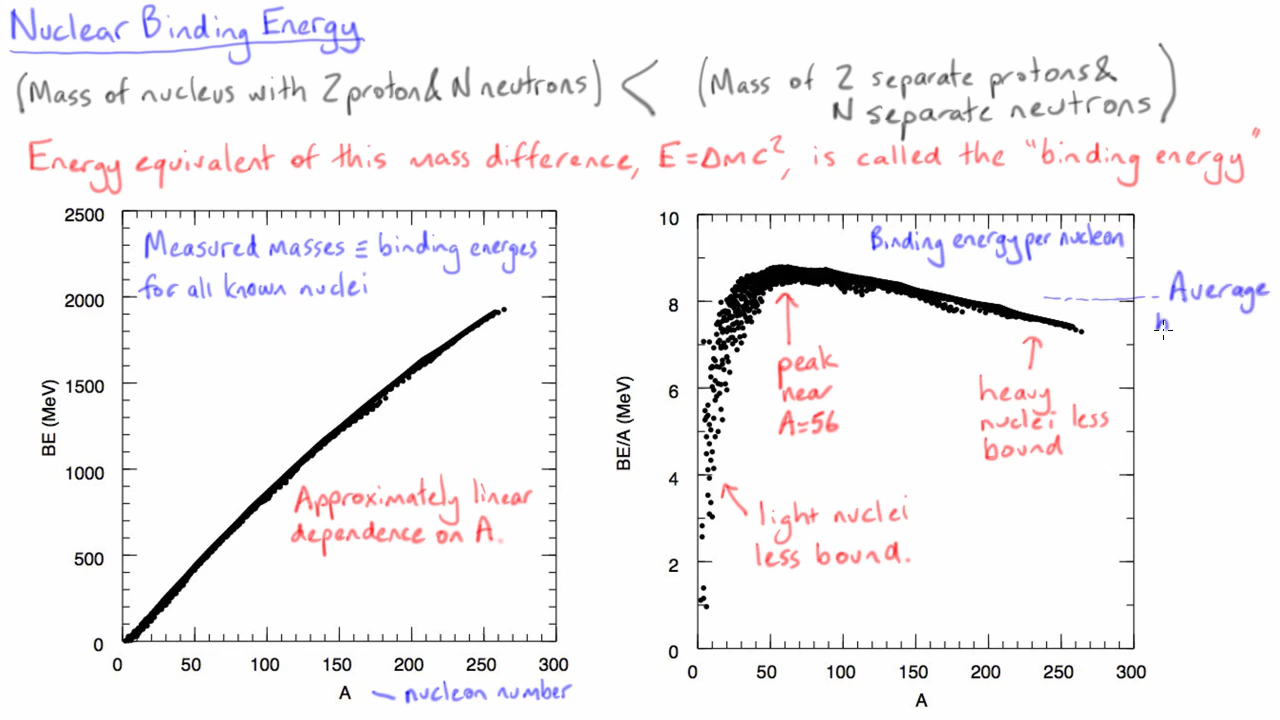 Nuclear Binding Energy
(Mass of nucleus with Z proton & N neutrons) < (Mass of Z separate protons &
N separate neutrons)
Energy equivalent of this mass difference, E=Δmc², is called the "binding energy"
2500
2000
1500
1000
500
0
BE (MeV)
Measured masses ≡ binding energes
for all known nuclei
Approximately linear
dependence on A.
0 50 100 150 200 250 300
A – nucleon number
10
8
6
4
2
0
BE/A (MeV)
Binding energy per nucleon
Average
peak
near
A=56
heavy
nuclei less
bound
light nuclei
less bound.
0 50 100 150 200 250 300
A